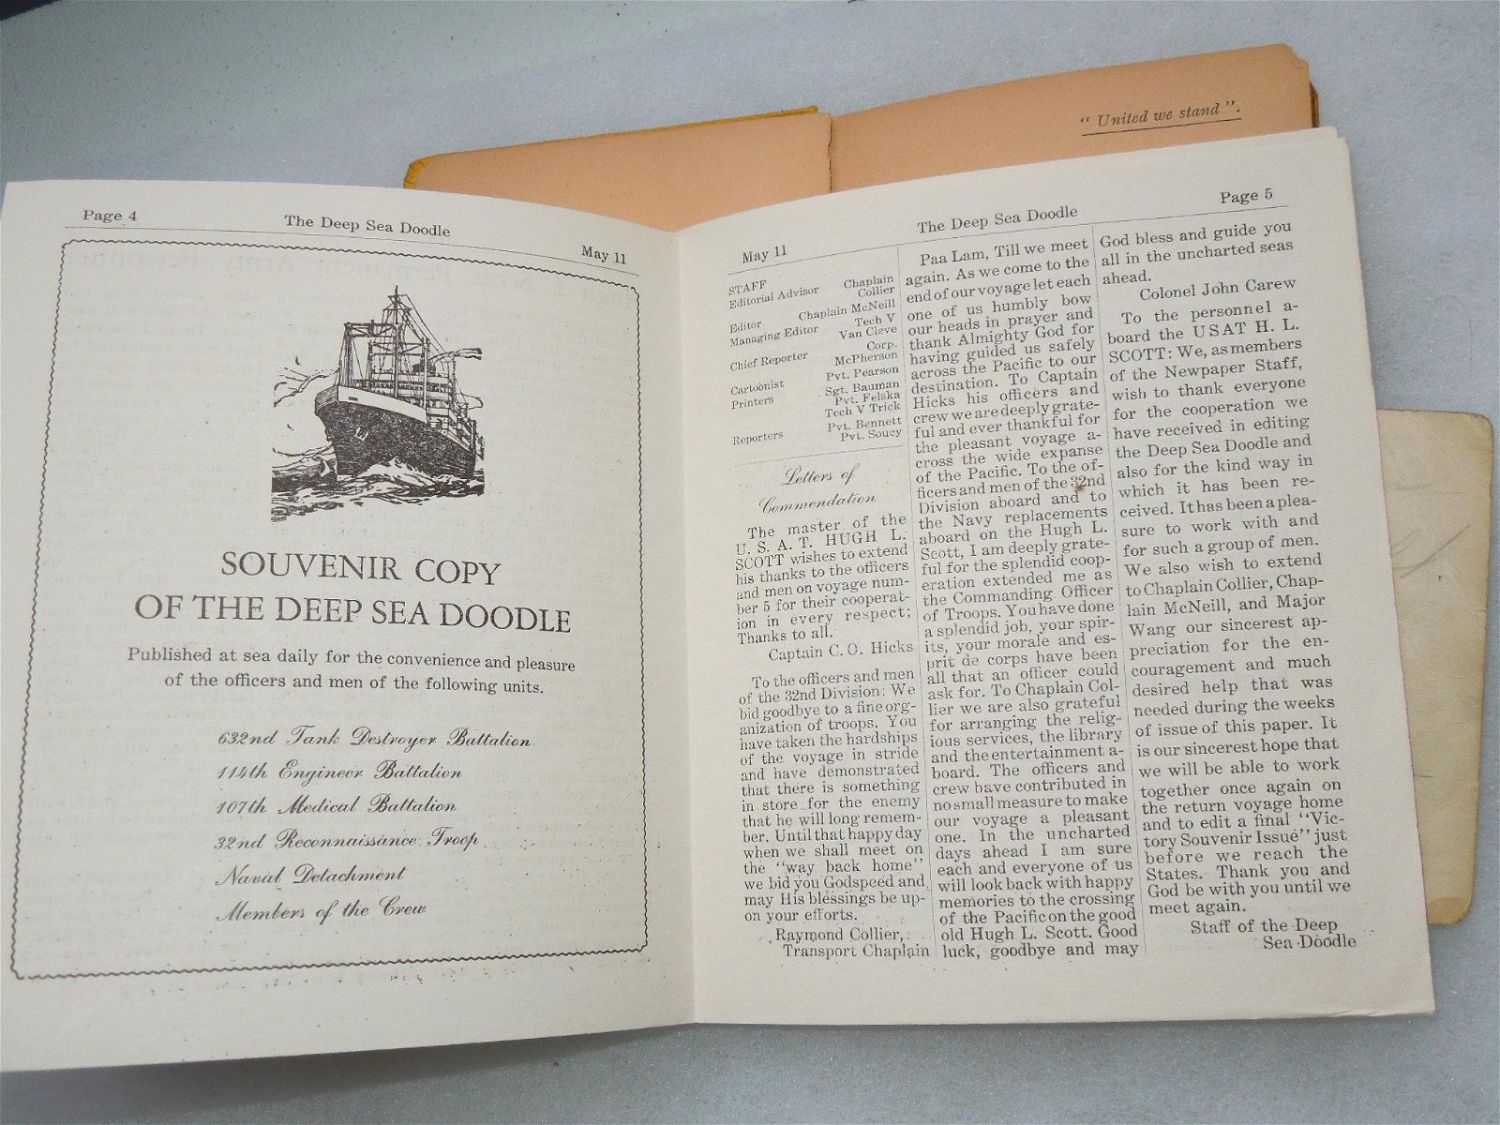 " United we stand ".
Page 4
The Deep Sea Doodle
May 11
SOUVENIR COPY
OF THE DEEP SEA DOODLE
Published at sea daily for the convenience and pleasure
of the officers and men of the following units.
632nd Tank Destroyer Battalion
114th Engineer Battalion
107th Medical Battalion
32nd Reconnaissance Troop
Naval Detachment
Members of the Crew
May 11
The Deep Sea Doodle
Page 5
STAFF
Editorial Advisor Chaplain
Collier
Editor Chaplain McNeill
Managing Editor Tech V
Van Cleve
Chief Reporter Corp.
McPherson
Cartoonist Pvt. Pearson
Printers Sgt. Bauman
Pvt. Felska
Tech V Trick
Reporters Pvt. Bennett
Pvt. Soucy
Letters of
Commendation
The master of the
U. S. A. T. HUGH L.
SCOTT wishes to extend
his thanks to the officers
and men on voyage num-
ber 5 for their cooperat-
ion in every respect;
Thanks to all.
Captain C. O. Hicks
To the officers and men
of the 32nd Division: We
bid goodbye to a fine org-
anization of troops. You
have taken the hardships
of the voyage in stride
and have demonstrated
that there is something
in store for the enemy
that he will long remem-
ber. Until that happy day
when we shall meet on
the "way back home"
we bid you Godspeed and
may His blessings be up-
on your efforts.
Raymond Collier,
Transport Chaplain
Paa Lam, Till we meet
again. As we come to the
end of our voyage let each
one of us humbly bow
our heads in prayer and
thank Almighty God for
having guided us safely
across the Pacific to our
destination. To Captain
Hicks his officers and
crew we are deeply grate-
ful and ever thankful for
the pleasant voyage a-
cross the wide expanse
of the Pacific. To the of-
ficers and men of the 32nd
Division aboard and to
the Navy replacements
aboard on the Hugh L.
Scott, I am deeply grate-
ful for the splendid coop-
eration extended me as
the Commanding Officer
of Troops. You have done
a splendid job, your spir-
its, your morale and es-
prit de corps have been
all that an officer could
ask for. To Chaplain Col-
lier we are also grateful
for arranging the relig-
ious services, the library
and the entertainment a-
board. The officers and
crew have contributed in
no small measure to make
our voyage a pleasant
one. In the uncharted
days ahead I am sure
each and everyone of us
will look back with happy
memories to the crossing
of the Pacific on the good
old Hugh L. Scott. Good
luck, goodbye and may
God bless and guide you
all in the uncharted seas
ahead.
Colonel John Carew
To the personnel a-
board the USAT H. L.
SCOTT: We, as members
of the Newpaper Staff,
wish to thank everyone
for the cooperation we
have received in editing
the Deep Sea Doodle and
also for the kind way in
which it has been re-
ceived. It has been a plea-
sure to work with and
for such a group of men.
We also wish to extend
to Chaplain Collier, Chap-
lain McNeill, and Major
Wang our sincerest ap-
preciation for the en-
couragement and much
desired help that was
needed during the weeks
of issue of this paper. It
is our sincerest hope that
we will be able to work
together once again on
the return voyage home
and to edit a final "Vic-
tory Souvenir Issue" just
before we reach the
States. Thank you and
God be with you until we
meet again.
Staff of the Deep
Sea Doodle